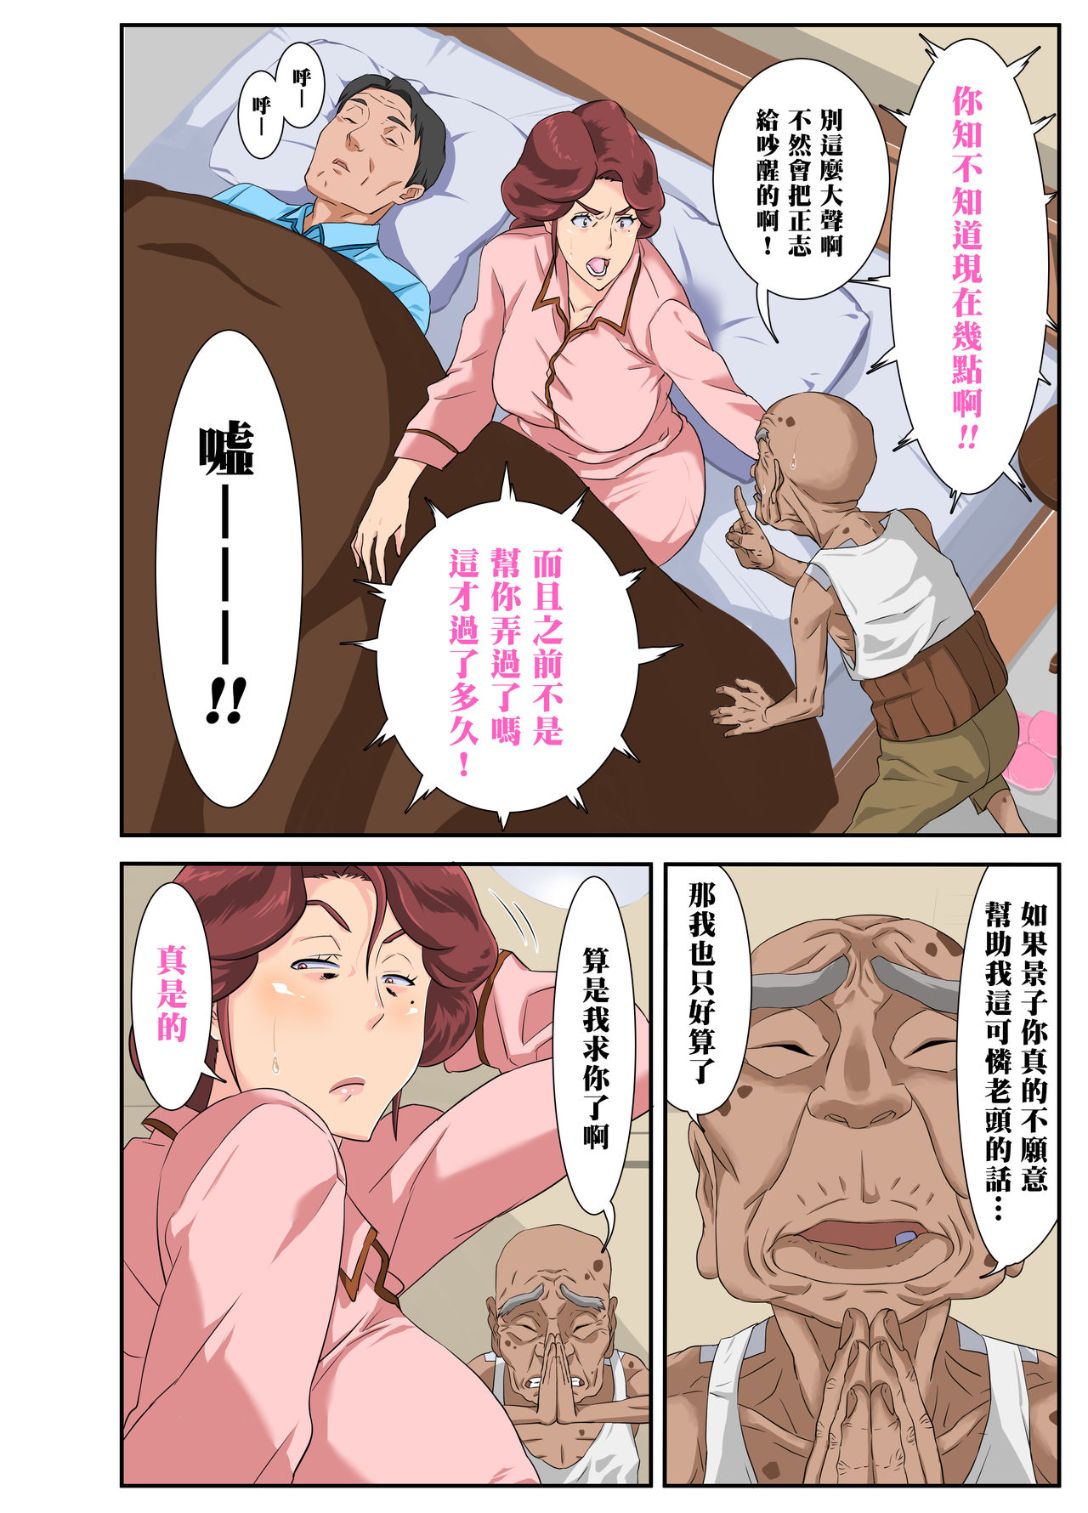 你知不知道現在幾點啊!!
別這麼大聲啊
不然會把正志
給吵醒的啊!
呼—
呼—
而且之前不是
幫你弄過了嗎
這才過了多久!
噓————!!
如果景子你真的不願意
幫助我這可憐老頭的話…
那我也只好算了
算是我求你了啊
真是的